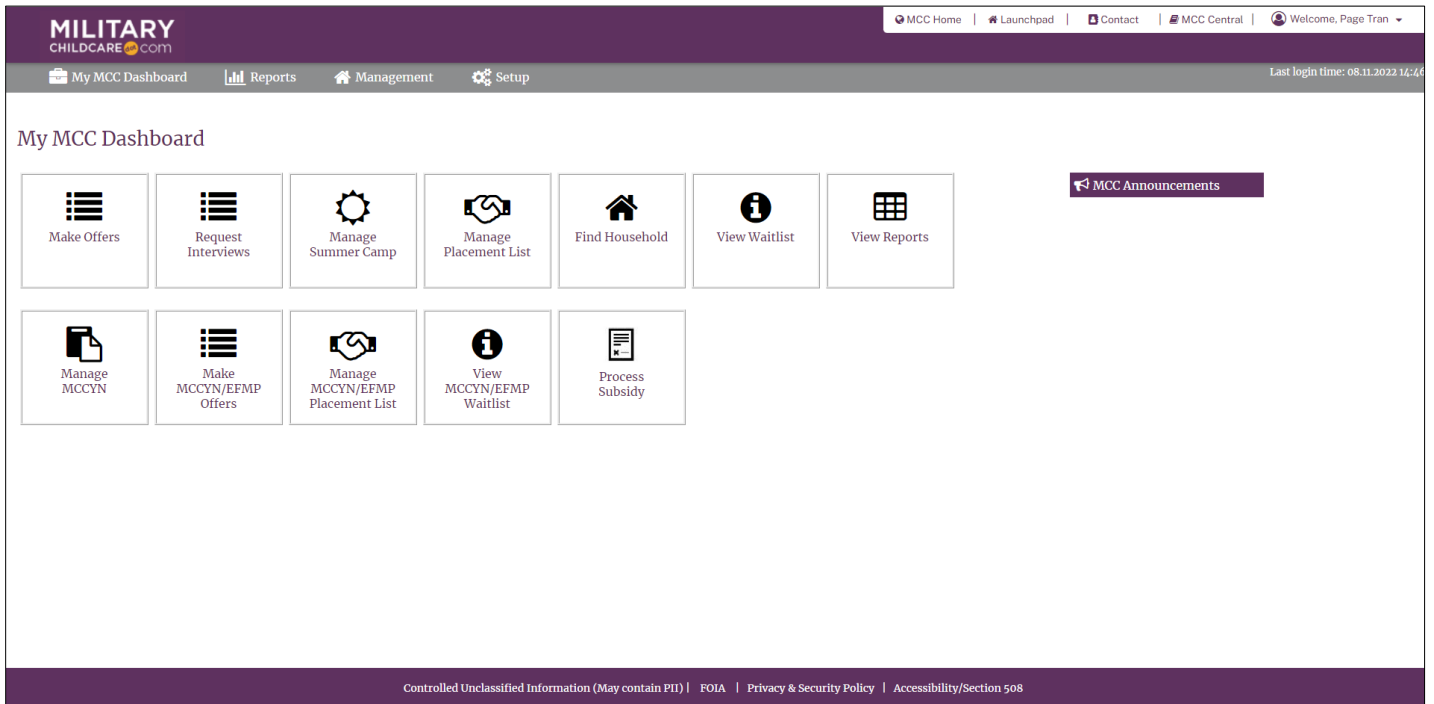 MILITARY
CHILDCARE dot com
MCC Home | Launchpad | Contact | MCC Central | Welcome, Page Tran
My MCC Dashboard Reports Management Setup
Last login time: 08.11.2022 14:46
My MCC Dashboard
Make Offers
Request
Interviews
Manage
Summer Camp
Manage
Placement List
Find Household
View Waitlist
View Reports
MCC Announcements
Manage
MCCYN
Make
MCCYN/EFMP
Offers
Manage
MCCYN/EFMP
Placement List
View
MCCYN/EFMP
Waitlist
Process
Subsidy
Controlled Unclassified Information (May contain PII) | FOIA | Privacy & Security Policy | Accessibility/Section 508